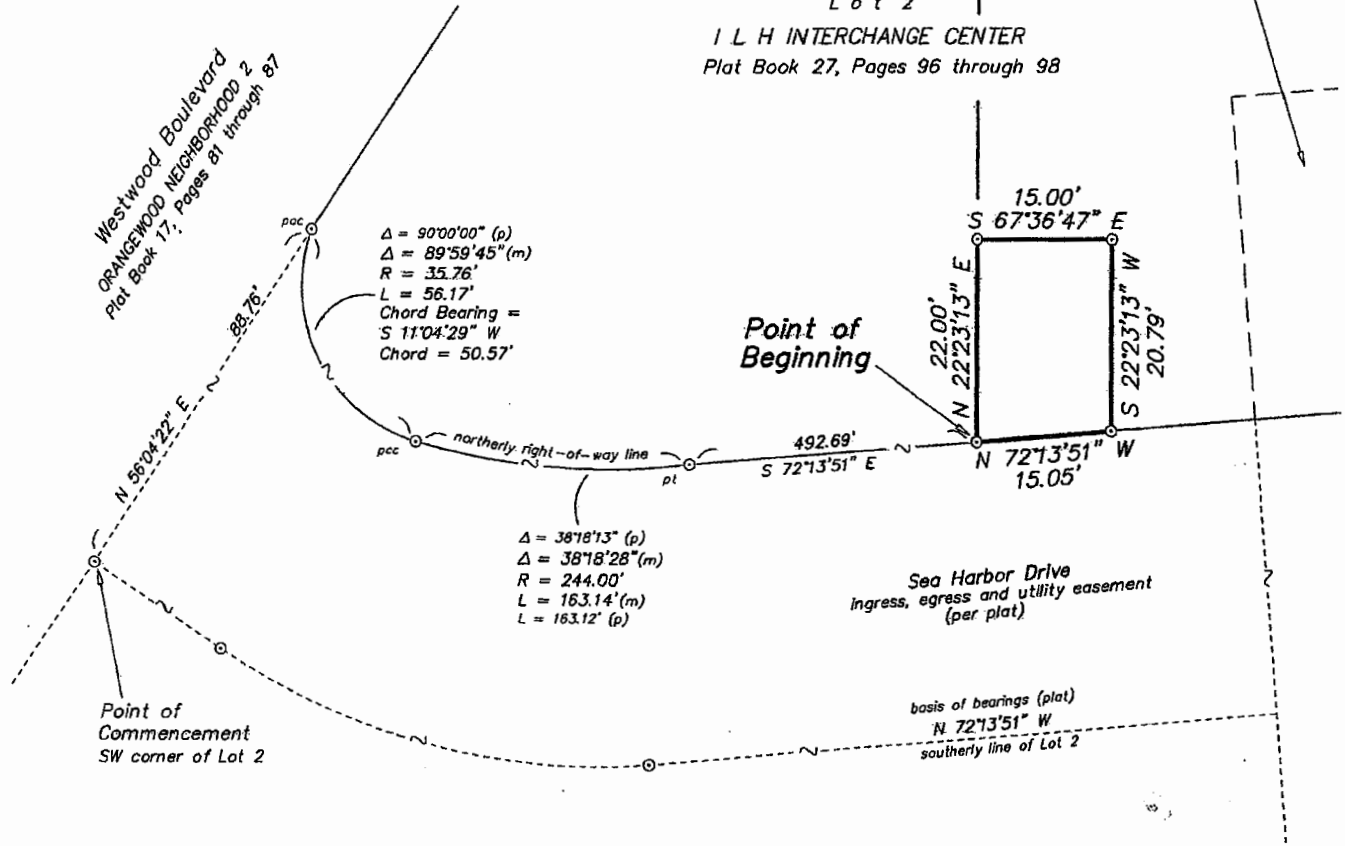 Lot 2
I L H INTERCHANGE CENTER
Plat Book 27, Pages 96 through 98
Westwood Boulevard
ORANGEWOOD NEIGHBORHOOD 2
Plat Book 17, Pages 81 through 87
poc
Δ = 90°00'00" (p)
Δ = 89°59'45"(m)
R = 35.76'
L = 56.17'
Chord Bearing =
S 11°04'29" W
Chord = 50.57'
88.76'
N 56°04'22" E
15.00'
S 67°36'47" E
22.00'
N 22°23'13" E
S 22°23'13" W
20.79'
Point of
Beginning
pcc
northerly right-of-way line
pt
492.69'
S 72°13'51" E
N 72°13'51" W
15.05'
Δ = 38°18'13" (p)
Δ = 38°18'28"(m)
R = 244.00'
L = 163.14'(m)
L = 163.12' (p)
Sea Harbor Drive
ingress, egress and utility easement
(per plat)
Point of
Commencement
SW corner of Lot 2
basis of bearings (plat)
N 72°13'51" W
southerly line of Lot 2